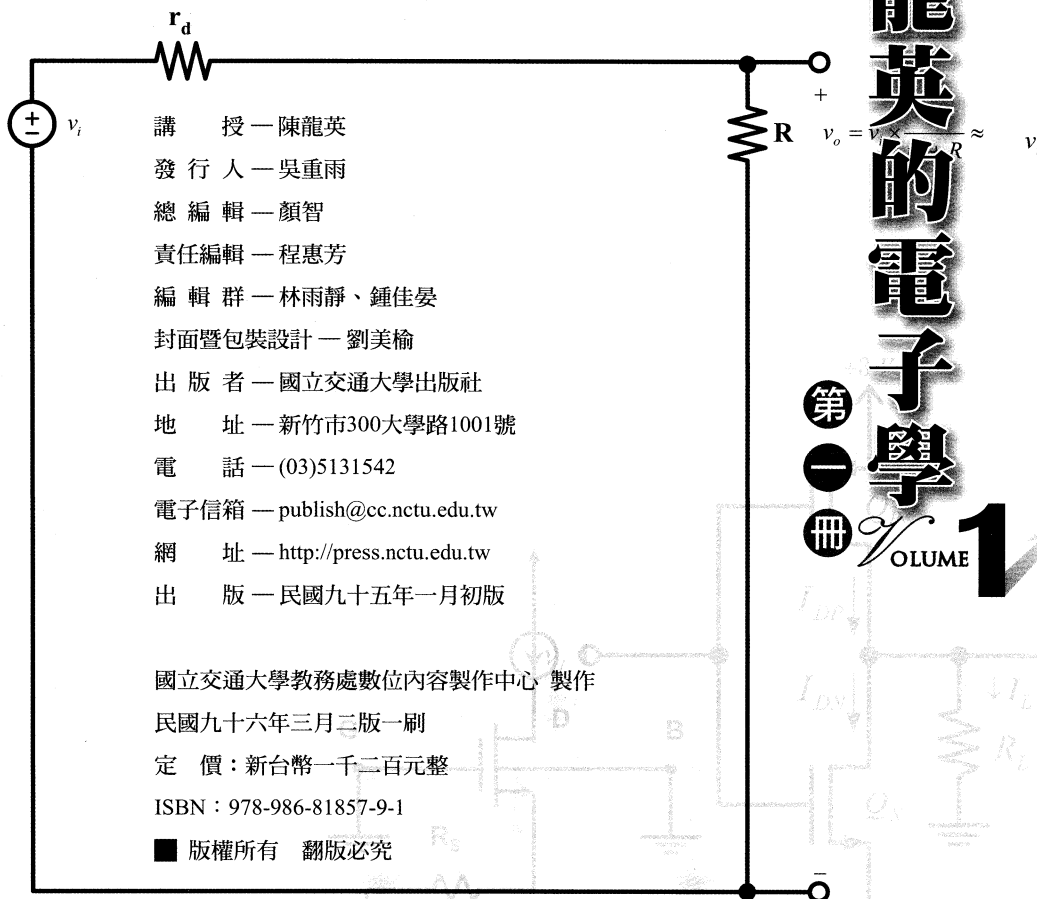 r_d
v_i
講 授 — 陳龍英
發 行 人 — 吳重雨
總 編 輯 — 顏智
責任編輯 — 程惠芳
編 輯 群 — 林雨靜、鍾佳晏
封面暨包裝設計 — 劉美榆
出 版 者 — 國立交通大學出版社
地 址 — 新竹市300大學路1001號
電 話 — (03)5131542
電子信箱 — publish@cc.nctu.edu.tw
網 址 — http://press.nctu.edu.tw
出 版 — 民國九十五年一月初版
國立交通大學教務處數位內容製作中心 製作
民國九十六年三月二版一刷
定 價：新台幣一千二百元整
ISBN：978-986-81857-9-1
■ 版權所有 翻版必究
R
+
−
龍英的電子學
第一冊
VOLUME 1
D
B
R_S
I_DP
I_DN
Q_N
I_L
R_L